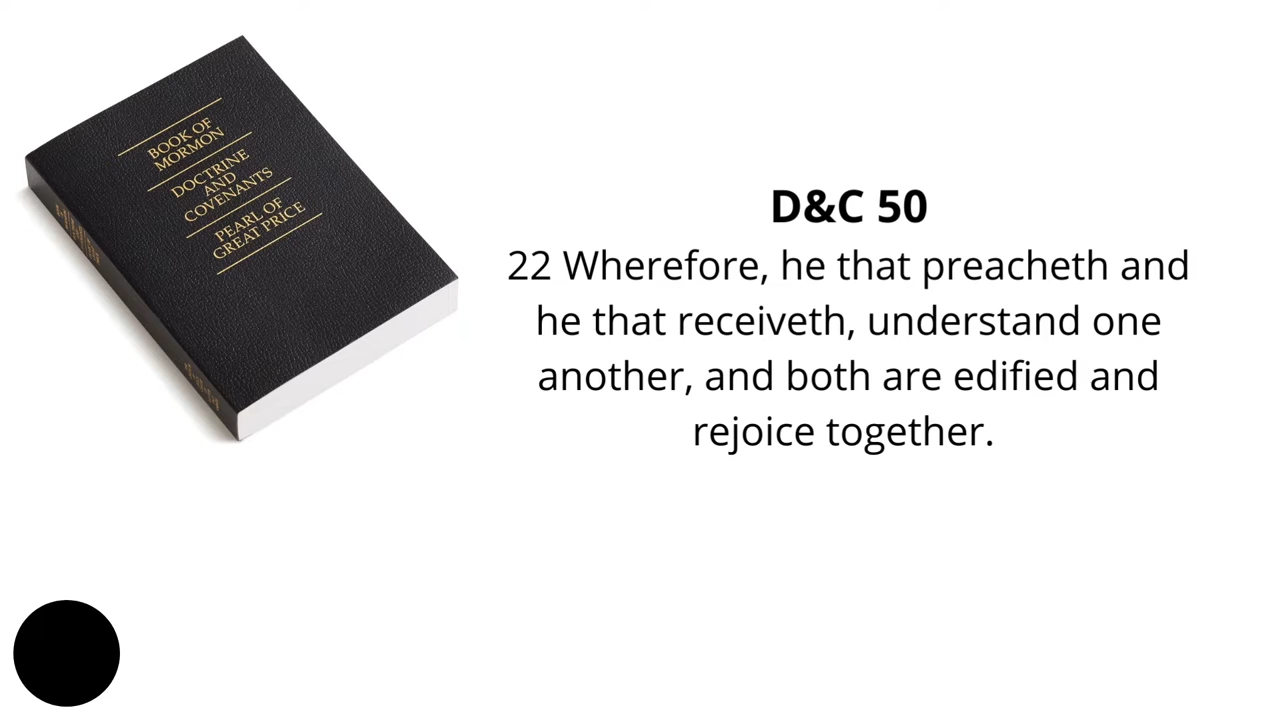 BOOK OF
MORMON
DOCTRINE
AND
COVENANTS
PEARL OF
GREAT PRICE
D&C 50
22 Wherefore, he that preacheth and
he that receiveth, understand one
another, and both are edified and
rejoice together.